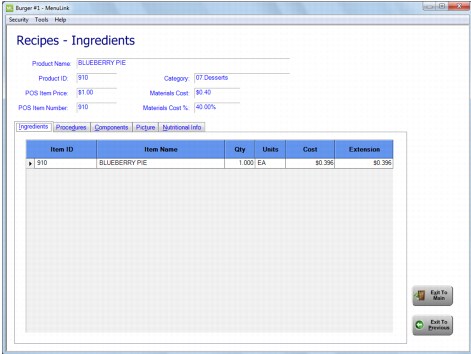 Burger #1 - MenuLink
Security Tools Help
Recipes - Ingredients
Product Name: BLUEBERRY PIE
Product ID: 910 Category: 07 Desserts
POS Item Price: $1.00 Materials Cost: $0.40
POS Item Number: 910 Materials Cost %: 40.00%
Ingredients Procedures Components Picture Nutritional Info
Item ID Item Name Qty Units Cost Extension
910 BLUEBERRY PIE 1.000 EA $0.396 $0.396
Exit To
Main
Exit To
Previous